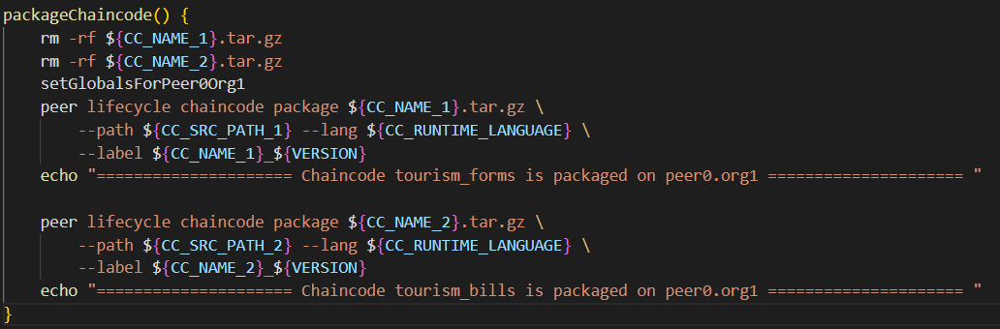 packageChaincode() {
    rm -rf ${CC_NAME_1}.tar.gz
    rm -rf ${CC_NAME_2}.tar.gz
    setGlobalsForPeer0Org1
    peer lifecycle chaincode package ${CC_NAME_1}.tar.gz \
        --path ${CC_SRC_PATH_1} --lang ${CC_RUNTIME_LANGUAGE} \
        --label ${CC_NAME_1}_${VERSION}
    echo "===================== Chaincode tourism_forms is packaged on peer0.org1 ===================== "

    peer lifecycle chaincode package ${CC_NAME_2}.tar.gz \
        --path ${CC_SRC_PATH_2} --lang ${CC_RUNTIME_LANGUAGE} \
        --label ${CC_NAME_2}_${VERSION}
    echo "===================== Chaincode tourism_bills is packaged on peer0.org1 ===================== "
}